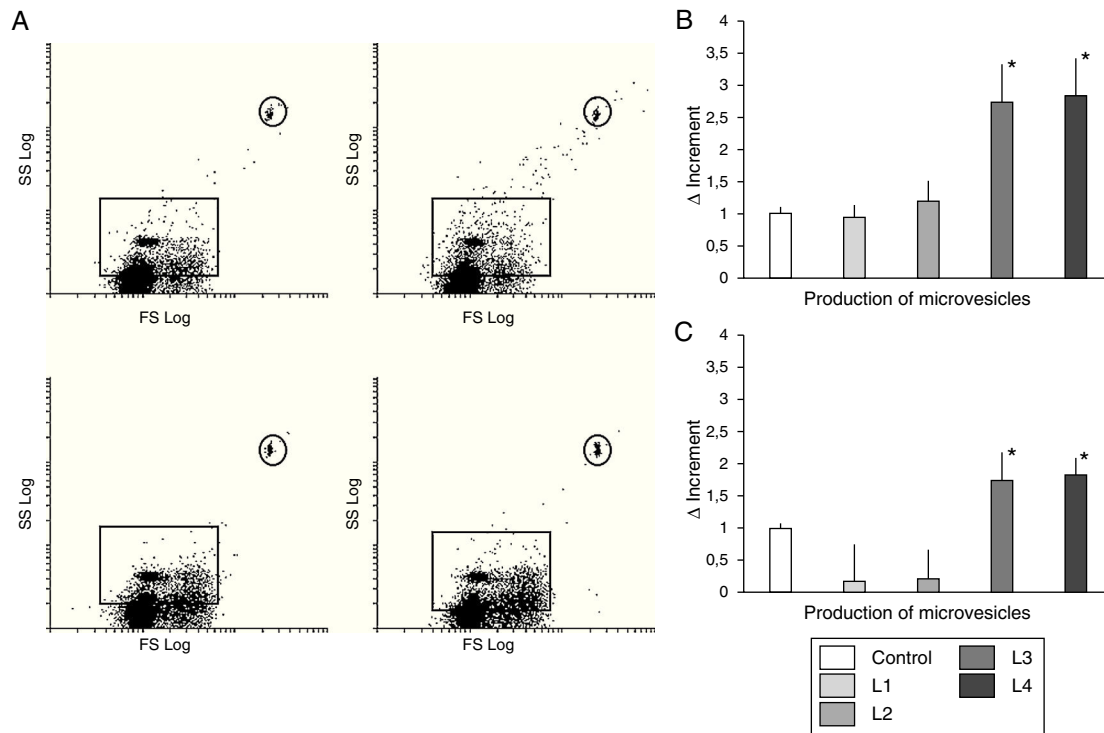 A
SS Log
FS Log
SS Log
FS Log
SS Log
FS Log
SS Log
FS Log
B
4
3,5
3
2,5
2
1,5
1
0,5
0
Δ Increment
*
*
Production of microvesicles
C
4
3,5
3
2,5
2
1,5
1
0,5
0
Δ Increment
*
*
Production of microvesicles
Control
L1
L2
L3
L4